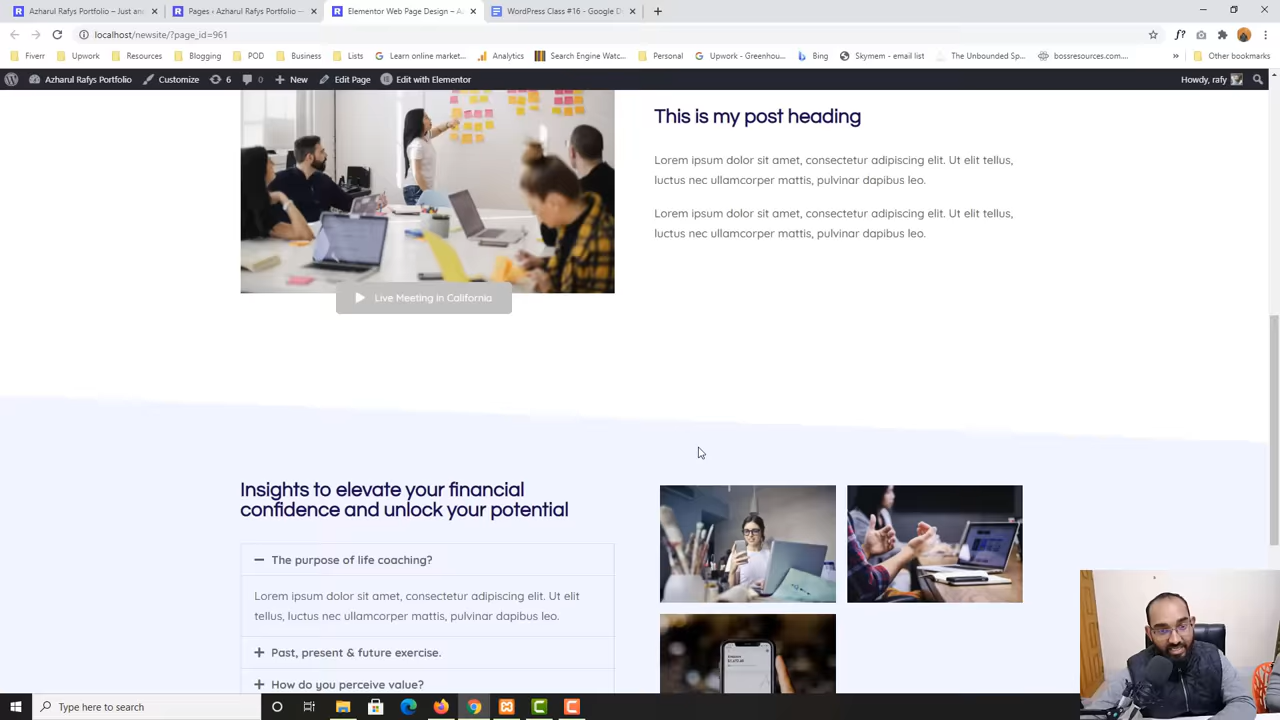 Azharul Rafys Portfolio - Just an
Pages ‹ Azharul Rafys Portfolio —
Elementor Web Page Design – A
WordPress Class #16 - Google D
localhost/newsite/?page_id=961
Fiverr
Upwork
Resources
Blogging
POD
Business
Lists
Learn online market...
Analytics
Search Engine Watc...
Personal
Upwork - Greenhou...
Bing
Skymem - email list
The Unbounded Sp...
bossresources.com,...
Other bookmarks
Azharul Rafys Portfolio
Customize
6
0
New
Edit Page
Edit with Elementor
Howdy, rafy
This is my post heading
Lorem ipsum dolor sit amet, consectetur adipiscing elit. Ut elit tellus,
luctus nec ullamcorper mattis, pulvinar dapibus leo.
Lorem ipsum dolor sit amet, consectetur adipiscing elit. Ut elit tellus,
luctus nec ullamcorper mattis, pulvinar dapibus leo.
Live Meeting in California
Insights to elevate your financial
confidence and unlock your potential
The purpose of life coaching?
Lorem ipsum dolor sit amet, consectetur adipiscing elit. Ut elit
tellus, luctus nec ullamcorper mattis, pulvinar dapibus leo.
Past, present & future exercise.
How do you perceive value?
Type here to search